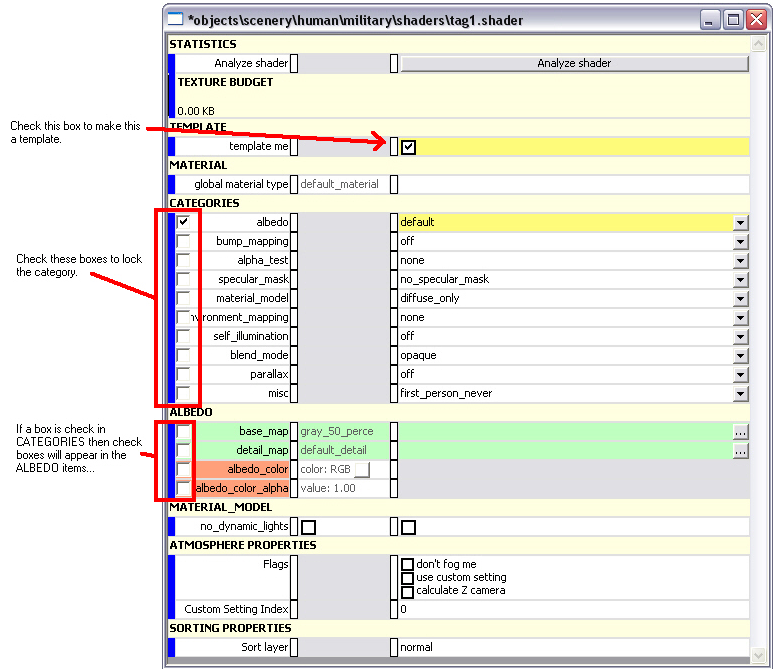 *objects\scenery\human\military\shaders\tag1.shader
STATISTICS
Analyze shader Analyze shader
TEXTURE BUDGET
0.00 KB
TEMPLATE
Check this box to make this
a template.
template me
MATERIAL
global material type default_material
CATEGORIES
albedo default
bump_mapping off
alpha_test none
Check these boxes to lock
the category.
specular_mask no_specular_mask
material_model diffuse_only
nvironment_mapping none
self_illumination off
blend_mode opaque
parallax off
misc first_person_never
ALBEDO
If a box is check in
CATEGORIES then check
boxes will appear in the
ALBEDO items...
base_map gray_50_perce ...
detail_map default_detail ...
albedo_color color: RGB
albedo_color_alpha value: 1.00
MATERIAL_MODEL
no_dynamic_lights
ATMOSPHERE PROPERTIES
Flags don't fog me
use custom setting
calculate Z camera
Custom Setting Index 0
SORTING PROPERTIES
Sort layer normal